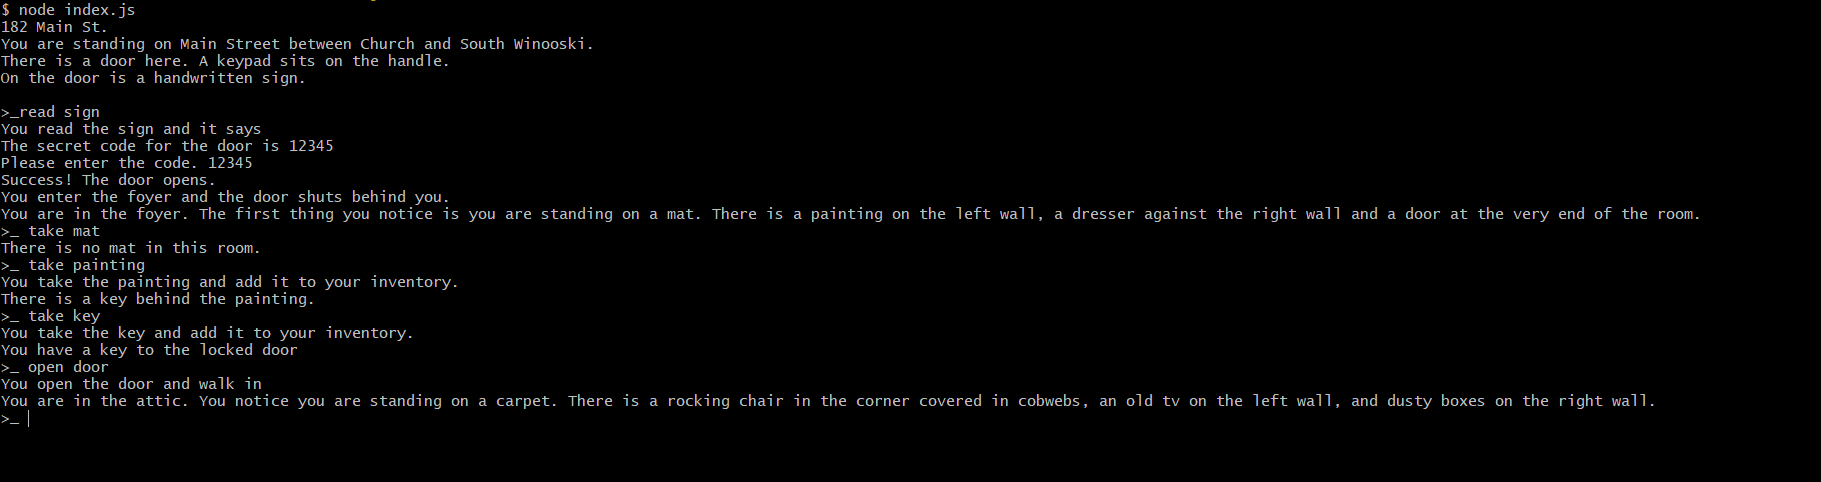 $ node index.js
182 Main St.
You are standing on Main Street between Church and South Winooski.
There is a door here. A keypad sits on the handle.
On the door is a handwritten sign.
>_read sign
You read the sign and it says
The secret code for the door is 12345
Please enter the code. 12345
Success! The door opens.
You enter the foyer and the door shuts behind you.
You are in the foyer. The first thing you notice is you are standing on a mat. There is a painting on the left wall, a dresser against the right wall and a door at the very end of the room.
>_ take mat
There is no mat in this room.
>_ take painting
You take the painting and add it to your inventory.
There is a key behind the painting.
>_ take key
You take the key and add it to your inventory.
You have a key to the locked door
>_ open door
You open the door and walk in
You are in the attic. You notice you are standing on a carpet. There is a rocking chair in the corner covered in cobwebs, an old tv on the left wall, and dusty boxes on the right wall.
>_